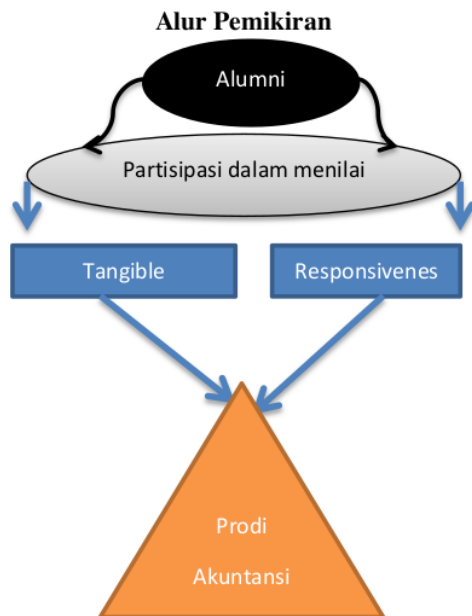 Alur Pemikiran
Alumni
Partisipasi dalam menilai
Tangible
Responsivenes
Prodi
Akuntansi